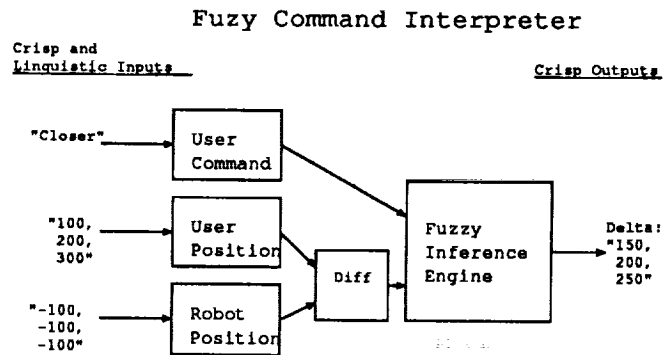 Fuzy Command Interpreter
Crisp and
Linguistic Inputs
Crisp Outputs
"Closer"
User
Command
"100,
200,
300"
User
Position
Diff
Fuzzy
Inference
Engine
Delta:
"150,
200,
250"
"-100,
-100,
-100"
Robot
Position